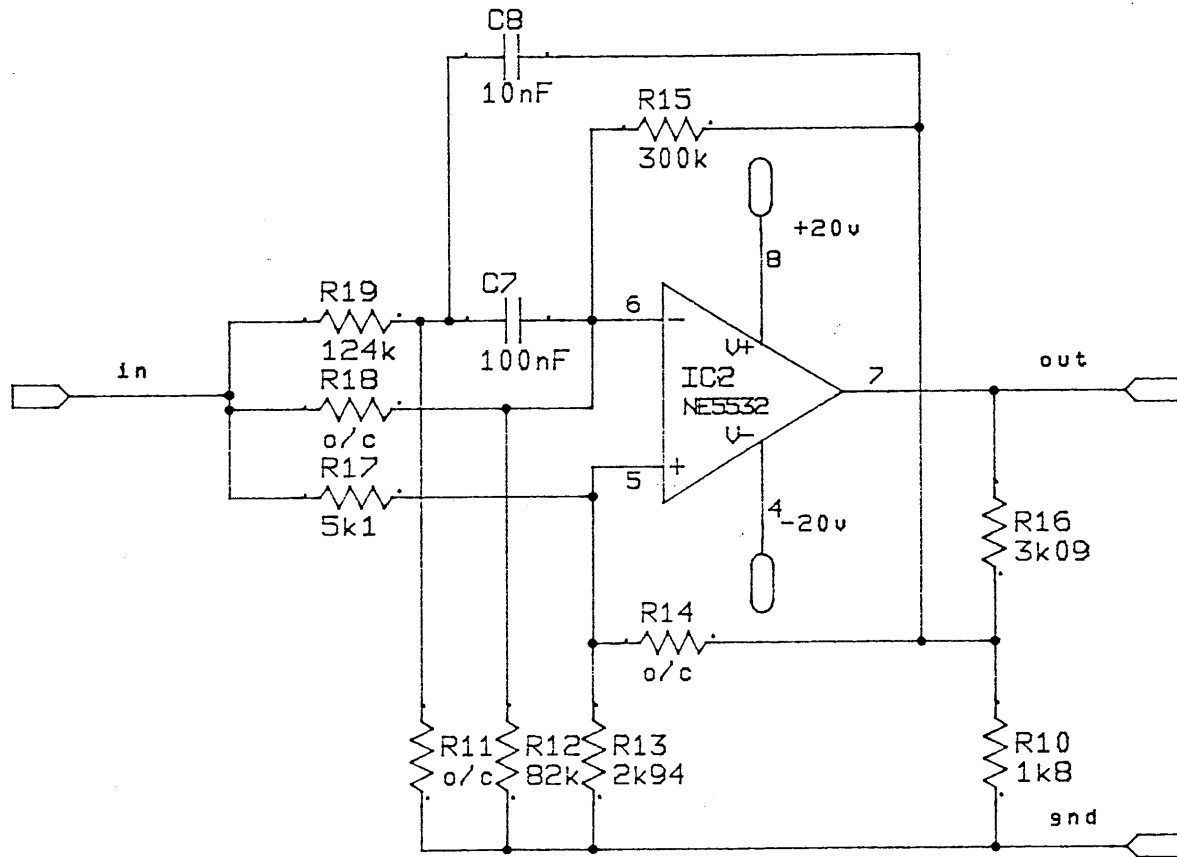 C8
10nF
R15
300k
+20v
8
R19
124k
C7
100nF
6
-
V+
IC2
NE5532
V-
7
in
out
R18
o/c
R17
5k1
5
+
4
-20v
R16
3k09
R14
o/c
R11
o/c
R12
82k
R13
2k94
R10
1k8
gnd